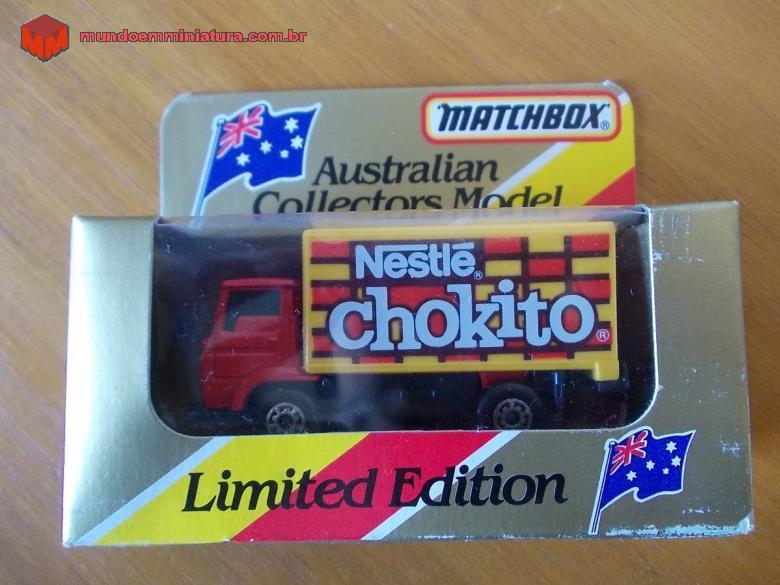 mundoemminiatura.com.br
MATCHBOX®
Australian
Collectors Model
Nestlé®
chokito®
Limited Edition